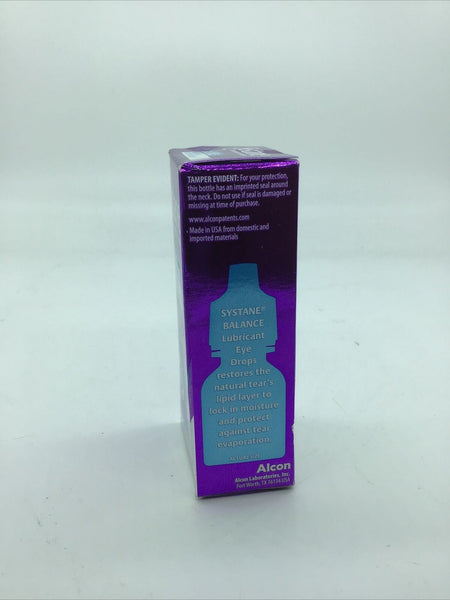 TAMPER EVIDENT: For your protection,
this bottle has an imprinted seal around
the neck. Do not use if seal is damaged or
missing at time of purchase.
www.alconpatents.com
Made in USA from domestic and
imported materials
SYSTANE®
BALANCE
Lubricant
Eye
Drops
restores the
natural tear's
lipid layer to
lock in moisture
and protect
against tear
evaporation.
ACTUAL SIZE
Alcon
Alcon Laboratories, Inc.
Fort Worth, TX 76134 USA